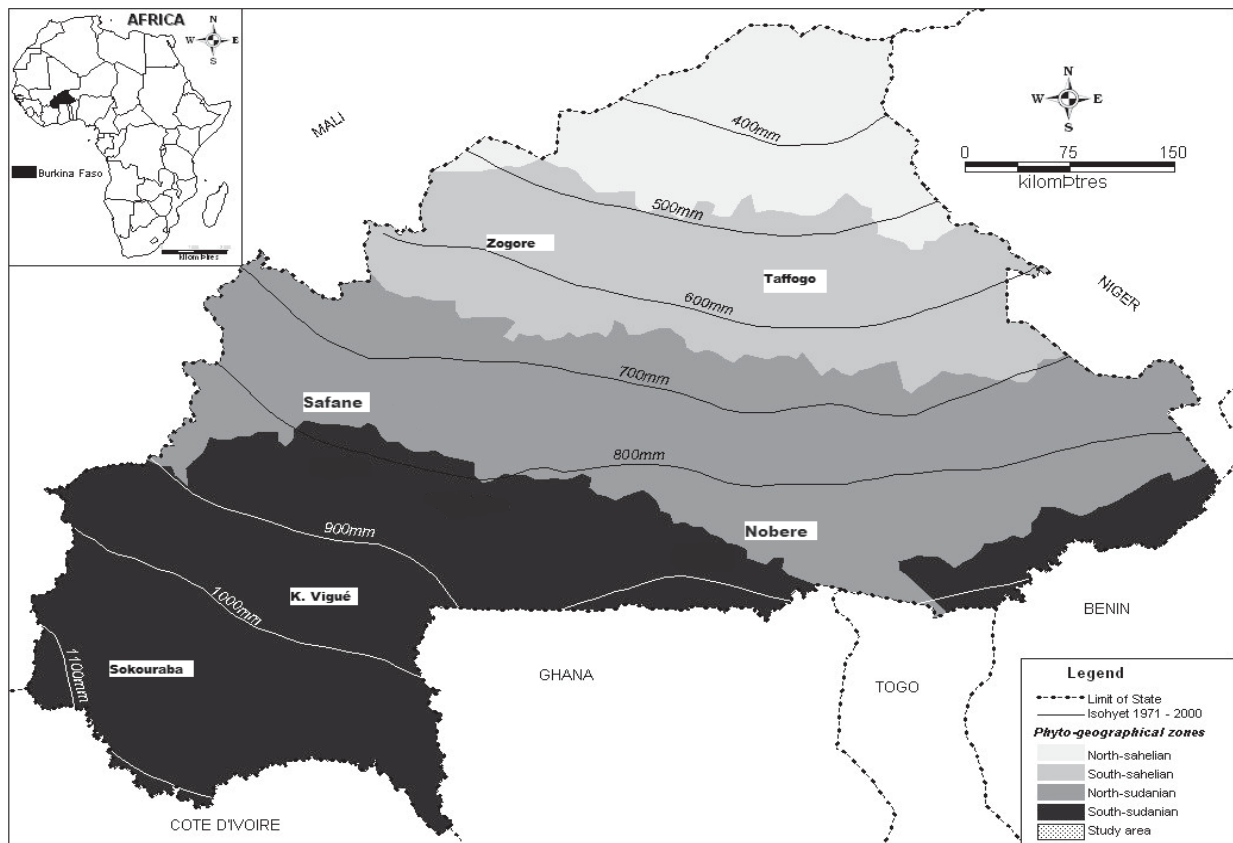 AFRICA
N
W E
S
Burkina Faso
kilomÞtres
MALI
N
W E
S
0 75 150
kilomÞtres
400mm
500mm
Zogore
Taffogo
600mm
NIGER
700mm
Safane
800mm
Nobere
900mm
K. Vigué
1000mm
BENIN
Sokouraba
1100mm
GHANA
TOGO
COTE D'IVOIRE
Legend
Limit of State
Isohyet 1971 - 2000
Phyto-geographical zones
North-sahelian
South-sahelian
North-sudanian
South-sudanian
Study area